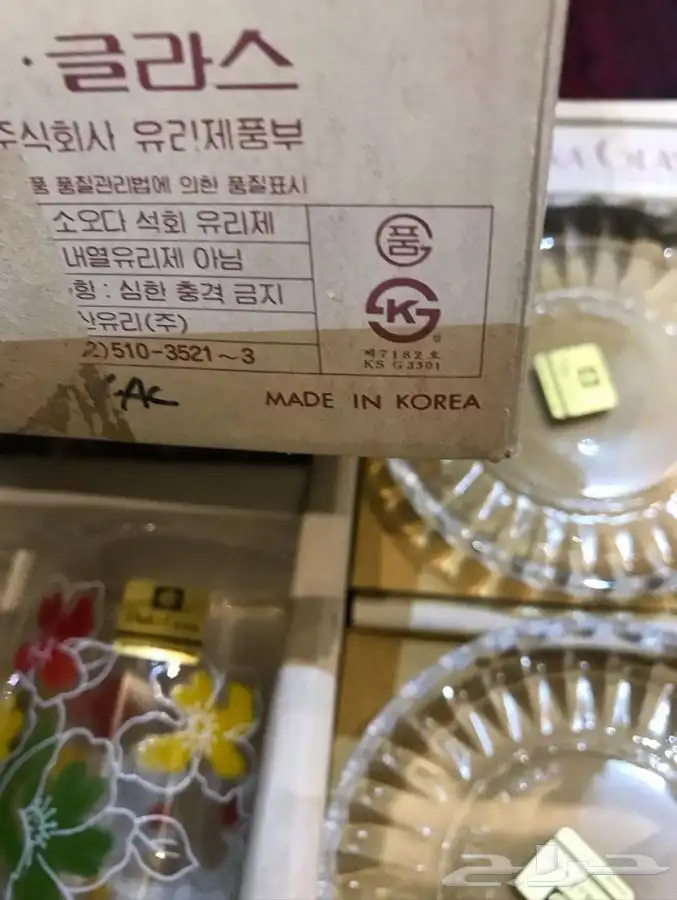 · 글라스
주식회사 유리제품부
품 품질관리법에 의한 품질표시
소오다 석회 유리제
내열유리제 아님
항 : 심한 충격 금지
유리(주)
2)510-3521~3
품
K
제7182호
KS G3301
MADE IN KOREA
حراج